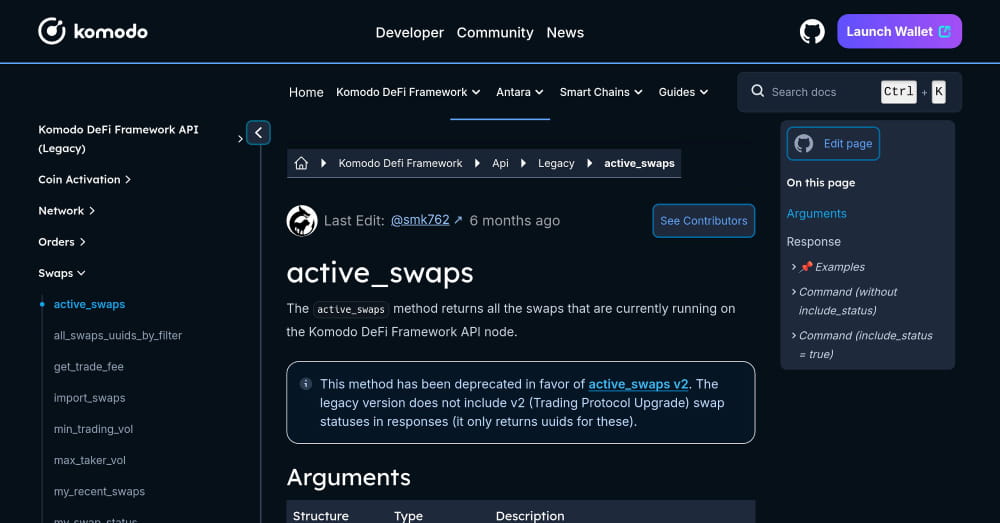 komodo
Developer Community News
Launch Wallet
Home Komodo DeFi Framework Antara Smart Chains Guides
Search docs Ctrl + K
Komodo DeFi Framework API
(Legacy)
Coin Activation
Network
Orders
Swaps
active_swaps
all_swaps_uuids_by_filter
get_trade_fee
import_swaps
min_trading_vol
max_taker_vol
my_recent_swaps
my_swap_status
Komodo Defi Framework Api Legacy active_swaps
Last Edit: @smk762 ↗ 6 months ago
See Contributors
active_swaps
The active_swaps method returns all the swaps that are currently running on
the Komodo DeFi Framework API node.
This method has been deprecated in favor of active_swaps v2. The
legacy version does not include v2 (Trading Protocol Upgrade) swap
statuses in responses (it only returns uuids for these).
Arguments
Structure Type Description
Edit page
On this page
Arguments
Response
📌 Examples
Command (without
include_status)
Command (include_status
= true)